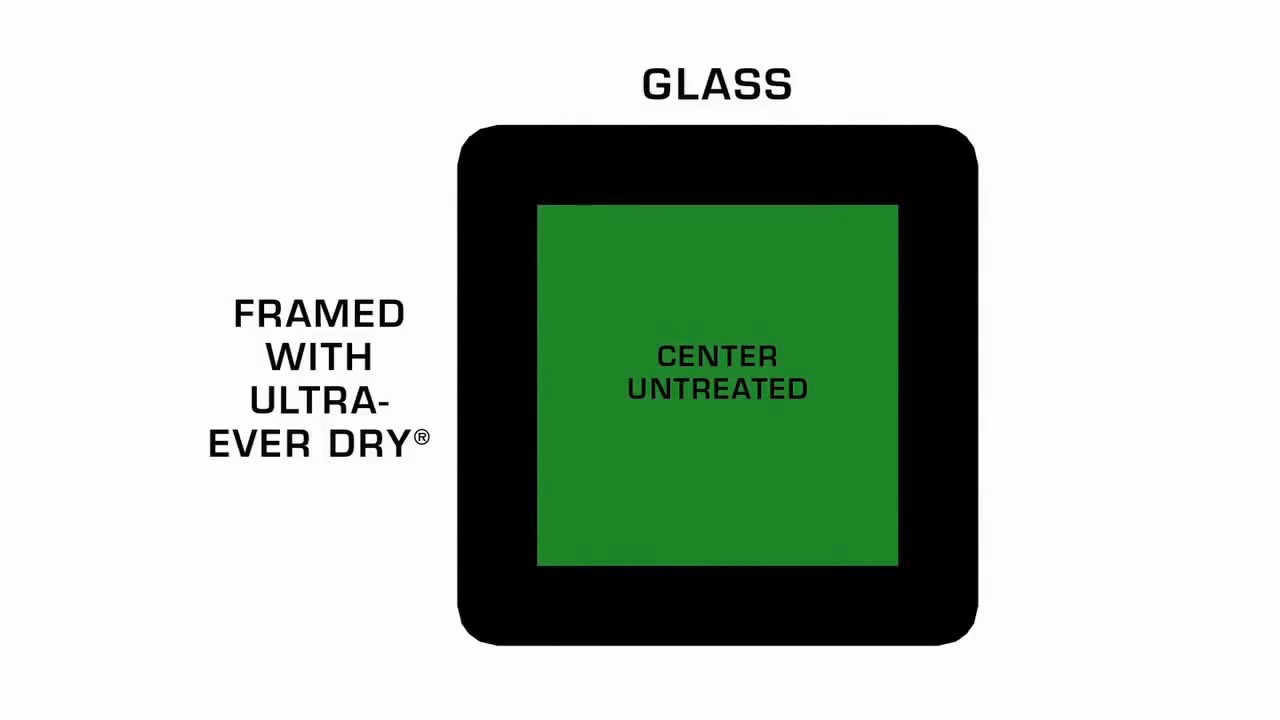 GLASS
FRAMED
WITH
ULTRA-
EVER DRY®
CENTER
UNTREATED